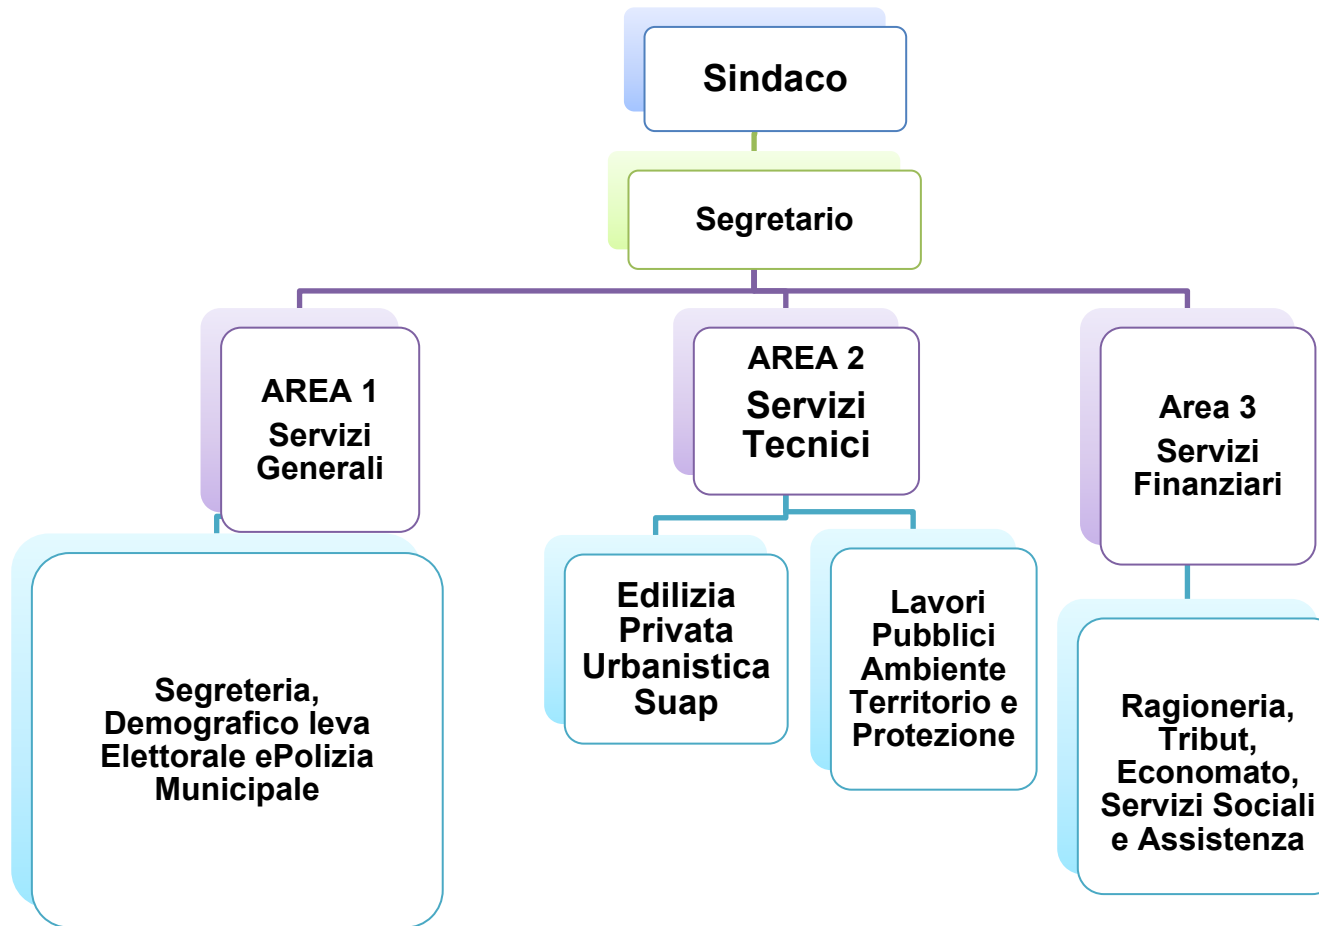 Sindaco
Segretario
AREA 1
Servizi
Generali
AREA 2
Servizi
Tecnici
Area 3
Servizi
Finanziari
Segreteria,
Demografico leva
Elettorale ePolizia
Municipale
Edilizia
Privata
Urbanistica
Suap
Lavori
Pubblici
Ambiente
Territorio e
Protezione
Ragioneria,
Tribut,
Economato,
Servizi Sociali
e Assistenza